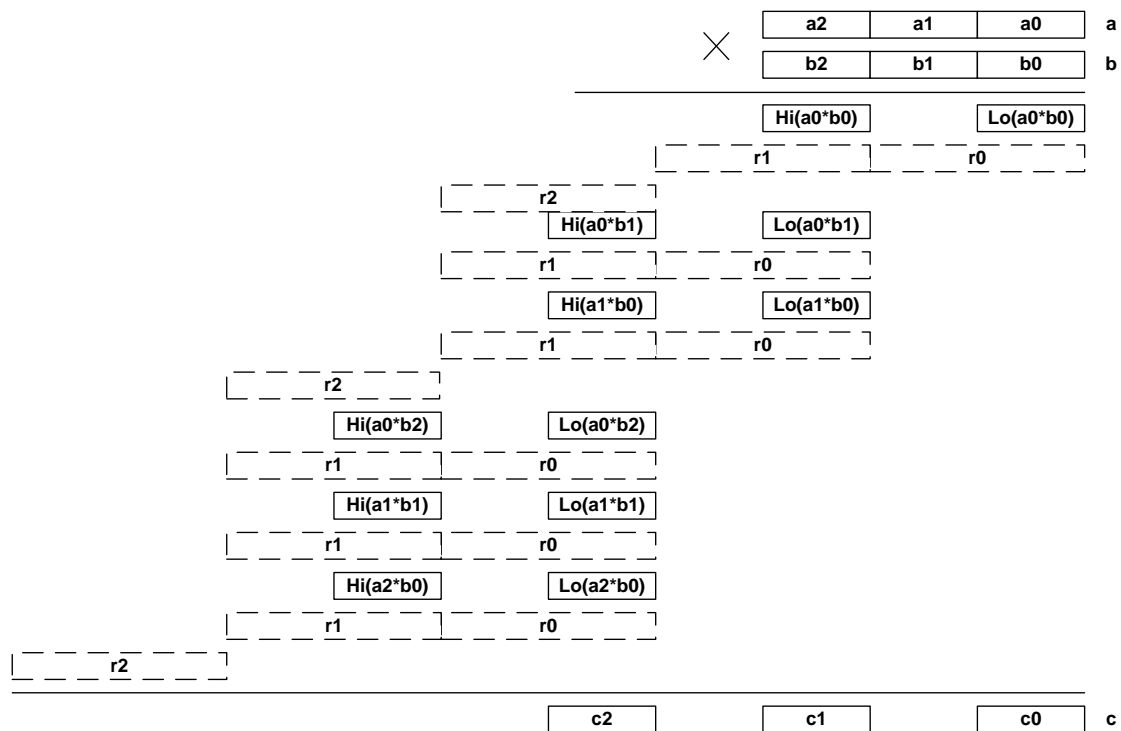 a2 a1 a0 a
b2 b1 b0 b
Hi(a0*b0) Lo(a0*b0)
r1 r0
r2
Hi(a0*b1) Lo(a0*b1)
r1 r0
Hi(a1*b0) Lo(a1*b0)
r1 r0
r2
Hi(a0*b2) Lo(a0*b2)
r1 r0
Hi(a1*b1) Lo(a1*b1)
r1 r0
Hi(a2*b0) Lo(a2*b0)
r1 r0
r2
c2 c1 c0 c